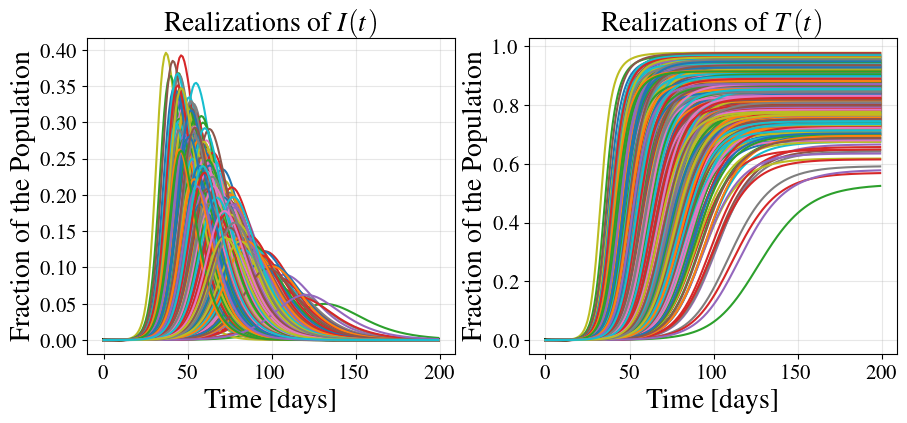 Realizations of I(t)
Fraction of the Population
0.40
0.35
0.30
0.25
0.20
0.15
0.10
0.05
0.00
0 50 100 150 200
Time [days]
Realizations of T(t)
Fraction of the Population
1.0
0.8
0.6
0.4
0.2
0.0
0 50 100 150 200
Time [days]